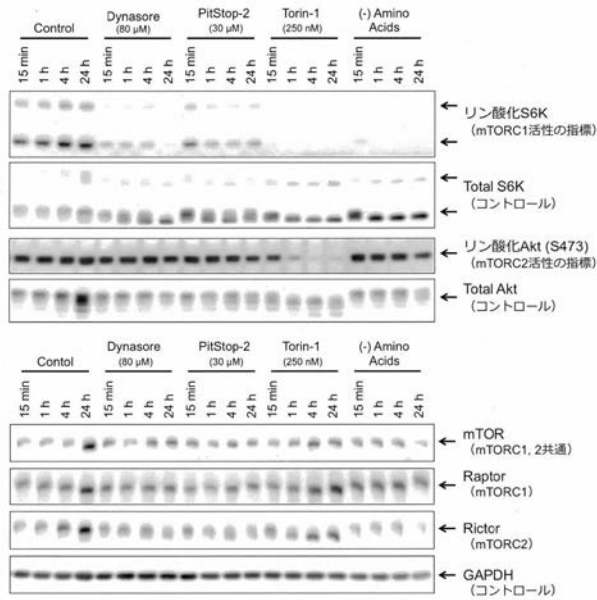 Control
Dynasore
(80 μM)
PitStop-2
(30 μM)
Torin-1
(250 nM)
(-) Amino
Acids
15 min 1 h 4 h 24 h 15 min 1 h 4 h 24 h 15 min 1 h 4 h 24 h 15 min 1 h 4 h 24 h 15 min 1 h 4 h 24 h
リン酸化S6K
(mTORC1活性の指標)
Total S6K
(コントロール)
リン酸化Akt (S473)
(mTORC2活性の指標)
Total Akt
(コントロール)
Contol
Dynasore
(80 μM)
PitStop-2
(30 μM)
Torin-1
(250 nM)
(-) Amino
Acids
15 min 1 h 4 h 24 h 15 min 1 h 4 h 24 h 15 min 1 h 4 h 24 h 15 min 1 h 4 h 24 h 15 min 1 h 4 h 24 h
mTOR
(mTORC1, 2共通)
Raptor
(mTORC1)
Rictor
(mTORC2)
GAPDH
(コントロール)